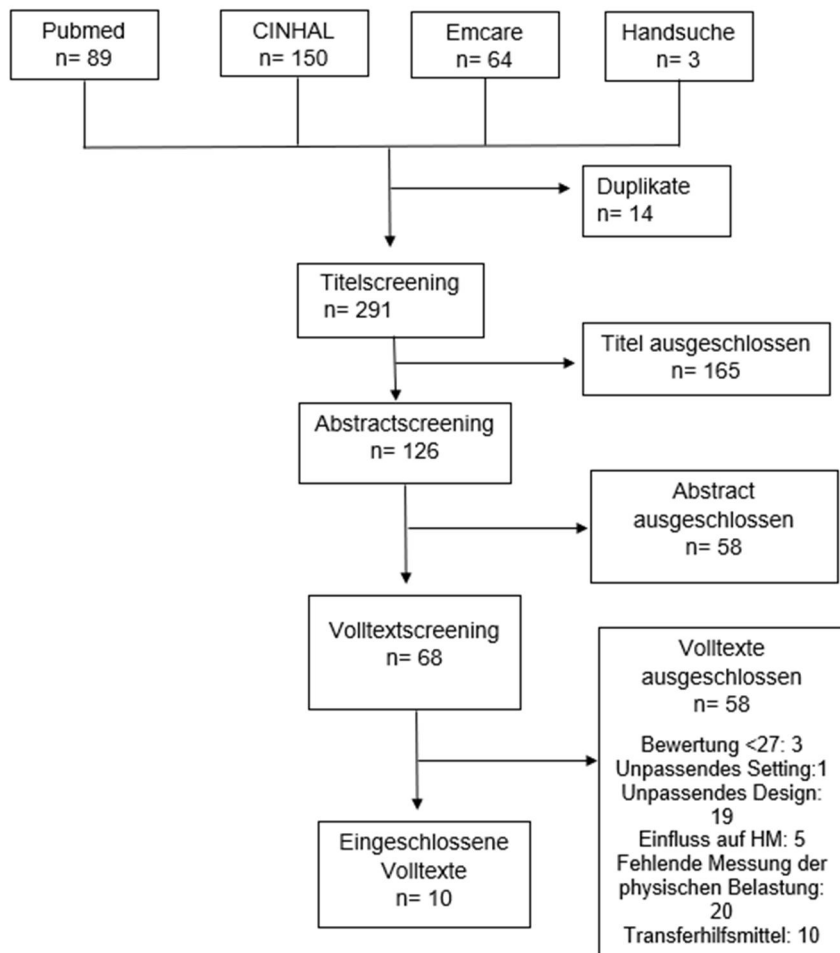 Pubmed
n= 89
CINHAL
n= 150
Emcare
n= 64
Handsuche
n= 3
Duplikate
n= 14
Titelscreening
n= 291
Titel ausgeschlossen
n= 165
Abstractscreening
n= 126
Abstract
ausgeschlossen
n= 58
Volltextscreening
n= 68
Volltexte
ausgeschlossen
n= 58
Bewertung <27: 3
Unpassendes Setting:1
Unpassendes Design:
19
Einfluss auf HM: 5
Fehlende Messung der
physischen Belastung:
20
Transferhilfsmittel: 10
Eingeschlossene
Volltexte
n= 10